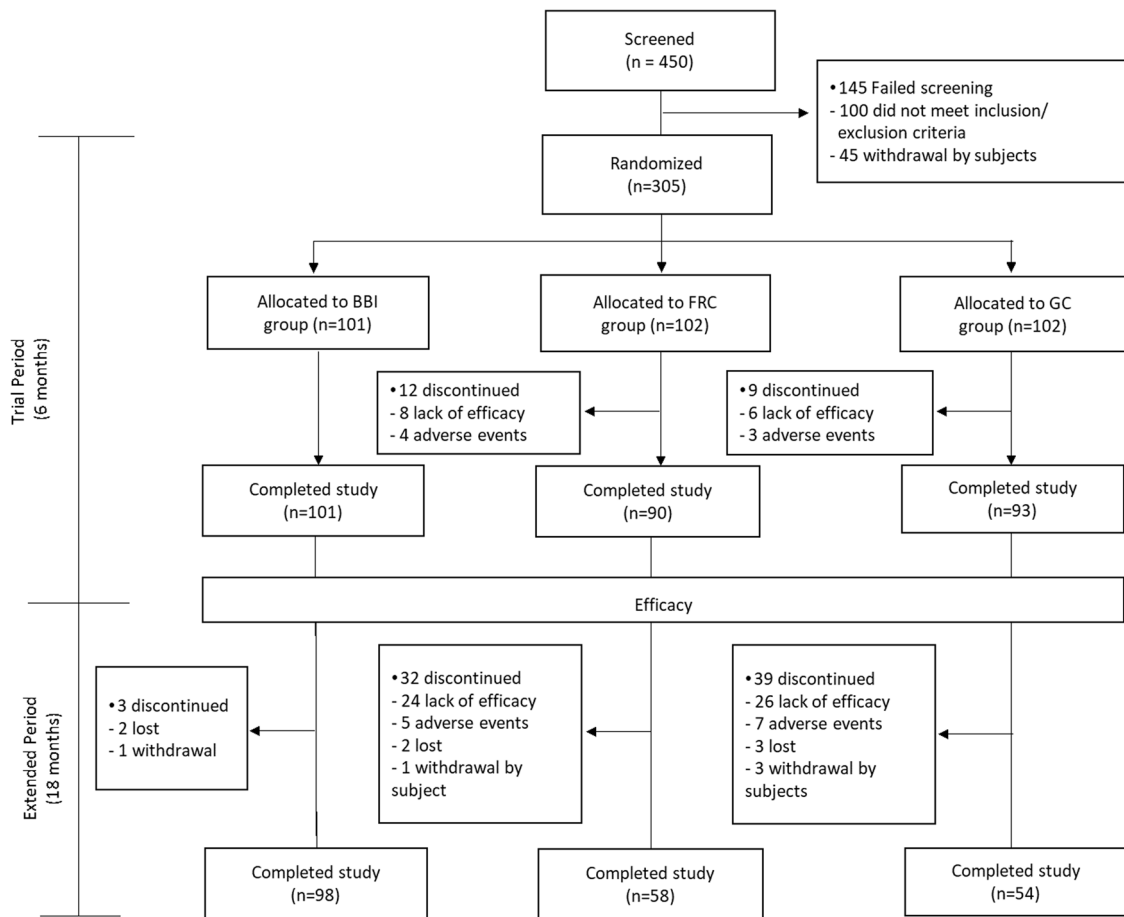 Screened
(n = 450)
•145 Failed screening
- 100 did not meet inclusion/
exclusion criteria
- 45 withdrawal by subjects
Randomized
(n=305)
Allocated to BBI
group (n=101)
Allocated to FRC
group (n=102)
Allocated to GC
group (n=102)
•12 discontinued
- 8 lack of efficacy
- 4 adverse events
•9 discontinued
- 6 lack of efficacy
- 3 adverse events
Trial Period
(6 months)
Completed study
(n=101)
Completed study
(n=90)
Completed study
(n=93)
Efficacy
Extended Period
(18 months)
•3 discontinued
- 2 lost
- 1 withdrawal
•32 discontinued
- 24 lack of efficacy
- 5 adverse events
- 2 lost
- 1 withdrawal by
subject
•39 discontinued
- 26 lack of efficacy
- 7 adverse events
- 3 lost
- 3 withdrawal by
subjects
Completed study
(n=98)
Completed study
(n=58)
Completed study
(n=54)